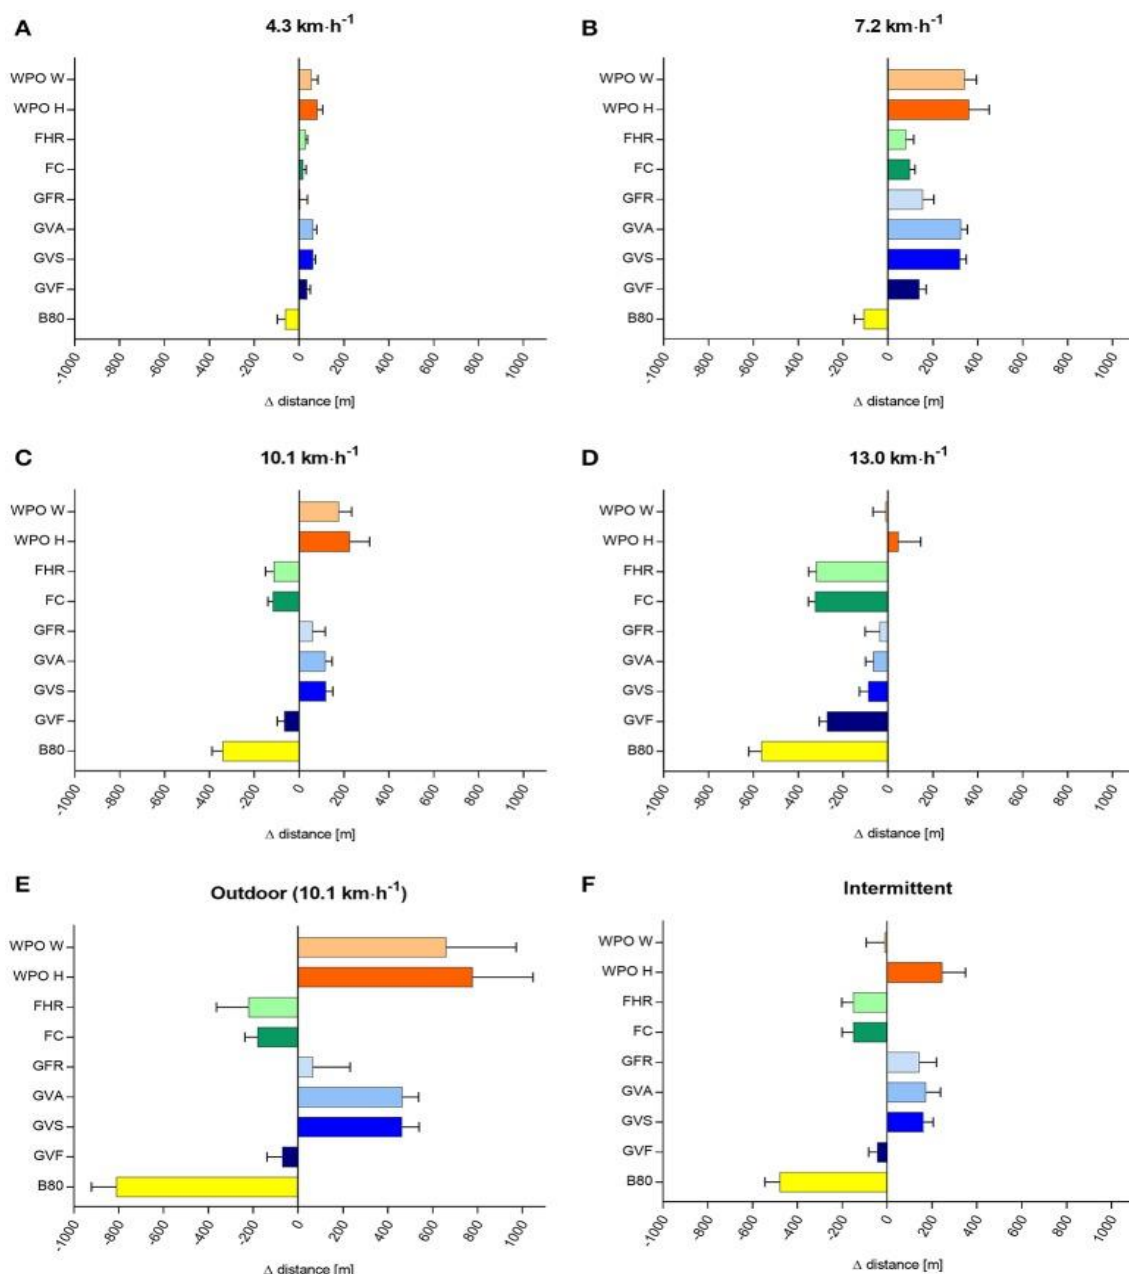 A
4.3 km·h⁻¹
WPO W
WPO H
FHR
FC
GFR
GVA
GVS
GVF
B80
-1000 -800 -600 -400 -200 0 200 400 600 800 1000
Δ distance [m]
B
7.2 km·h⁻¹
WPO W
WPO H
FHR
FC
GFR
GVA
GVS
GVF
B80
-1000 -800 -600 -400 -200 0 200 400 600 800 1000
Δ distance [m]
C
10.1 km·h⁻¹
WPO W
WPO H
FHR
FC
GFR
GVA
GVS
GVF
B80
-1000 -800 -600 -400 -200 0 200 400 600 800 1000
Δ distance [m]
D
13.0 km·h⁻¹
WPO W
WPO H
FHR
FC
GFR
GVA
GVS
GVF
B80
-1000 -800 -600 -400 -200 0 200 400 600 800 1000
Δ distance [m]
E
Outdoor (10.1 km·h⁻¹)
WPO W
WPO H
FHR
FC
GFR
GVA
GVS
GVF
B80
-1000 -800 -600 -400 -200 0 200 400 600 800 1000
Δ distance [m]
F
Intermittent
WPO W
WPO H
FHR
FC
GFR
GVA
GVS
GVF
B80
-1000 -800 -600 -400 -200 0 200 400 600 800 1000
Δ distance [m]